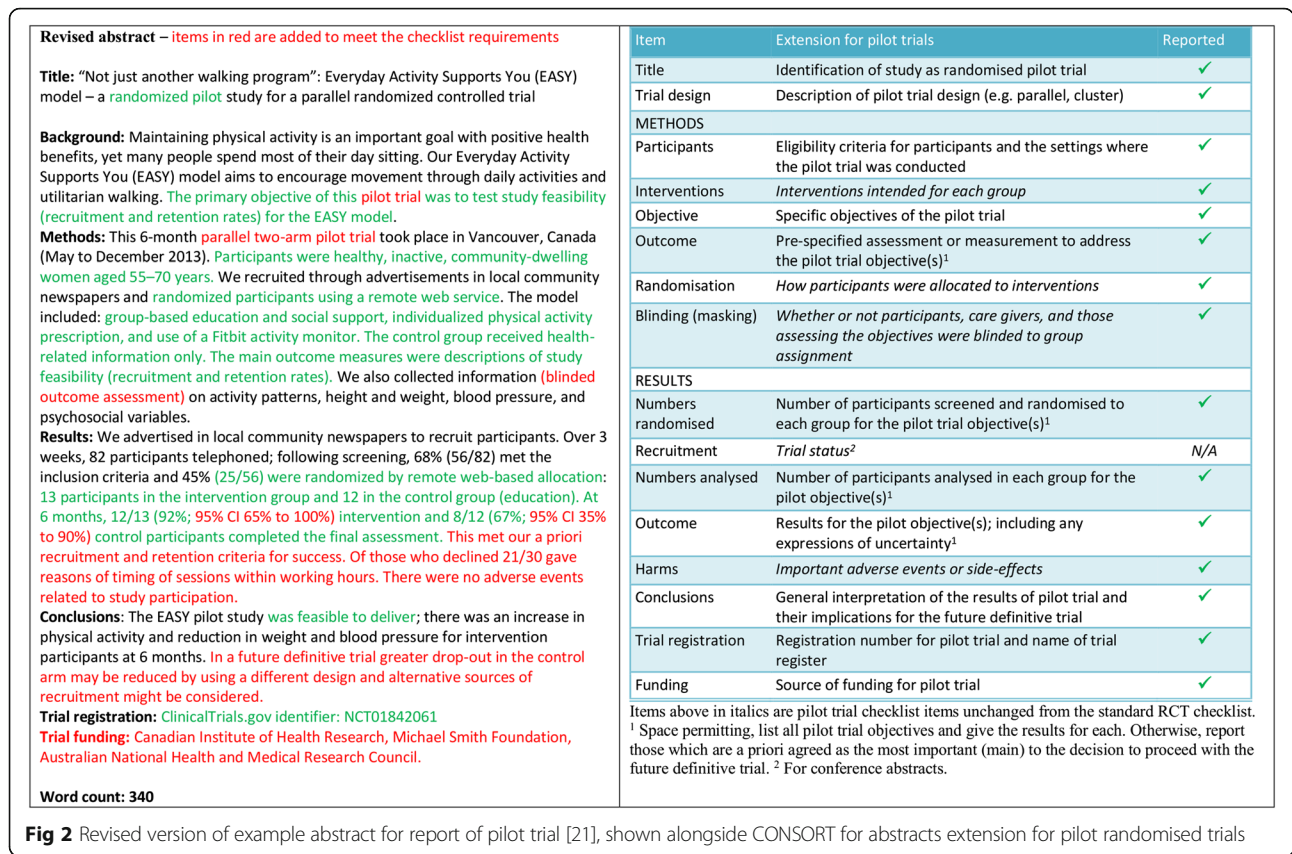 Revised abstract – items in red are added to meet the checklist requirements
Title: “Not just another walking program”: Everyday Activity Supports You (EASY)
model – a randomized pilot study for a parallel randomized controlled trial
Background: Maintaining physical activity is an important goal with positive health
benefits, yet many people spend most of their day sitting. Our Everyday Activity
Supports You (EASY) model aims to encourage movement through daily activities and
utilitarian walking. The primary objective of this pilot trial was to test study feasibility
(recruitment and retention rates) for the EASY model.
Methods: This 6-month parallel two-arm pilot trial took place in Vancouver, Canada
(May to December 2013). Participants were healthy, inactive, community-dwelling
women aged 55–70 years. We recruited through advertisements in local community
newspapers and randomized participants using a remote web service. The model
included: group-based education and social support, individualized physical activity
prescription, and use of a Fitbit activity monitor. The control group received health-
related information only. The main outcome measures were descriptions of study
feasibility (recruitment and retention rates). We also collected information (blinded
outcome assessment) on activity patterns, height and weight, blood pressure, and
psychosocial variables.
Results: We advertised in local community newspapers to recruit participants. Over 3
weeks, 82 participants telephoned; following screening, 68% (56/82) met the
inclusion criteria and 45% (25/56) were randomized by remote web-based allocation:
13 participants in the intervention group and 12 in the control group (education). At
6 months, 12/13 (92%; 95% CI 65% to 100%) intervention and 8/12 (67%; 95% CI 35%
to 90%) control participants completed the final assessment. This met our a priori
recruitment and retention criteria for success. Of those who declined 21/30 gave
reasons of timing of sessions within working hours. There were no adverse events
related to study participation.
Conclusions: The EASY pilot study was feasible to deliver; there was an increase in
physical activity and reduction in weight and blood pressure for intervention
participants at 6 months. In a future definitive trial greater drop-out in the control
arm may be reduced by using a different design and alternative sources of
recruitment might be considered.
Trial registration: ClinicalTrials.gov identifier: NCT01842061
Trial funding: Canadian Institute of Health Research, Michael Smith Foundation,
Australian National Health and Medical Research Council.
Word count: 340
Item Extension for pilot trials Reported
Title Identification of study as randomised pilot trial ✓
Trial design Description of pilot trial design (e.g. parallel, cluster) ✓
METHODS
Participants Eligibility criteria for participants and the settings where ✓
the pilot trial was conducted
Interventions Interventions intended for each group ✓
Objective Specific objectives of the pilot trial ✓
Outcome Pre-specified assessment or measurement to address ✓
the pilot trial objective(s)¹
Randomisation How participants were allocated to interventions ✓
Blinding (masking) Whether or not participants, care givers, and those ✓
assessing the objectives were blinded to group
assignment
RESULTS
Numbers Number of participants screened and randomised to ✓
randomised each group for the pilot trial objective(s)¹
Recruitment Trial status² N/A
Numbers analysed Number of participants analysed in each group for the ✓
pilot objective(s)¹
Outcome Results for the pilot objective(s); including any ✓
expressions of uncertainty¹
Harms Important adverse events or side-effects ✓
Conclusions General interpretation of the results of pilot trial and ✓
their implications for the future definitive trial
Trial registration Registration number for pilot trial and name of trial ✓
register
Funding Source of funding for pilot trial ✓
Items above in italics are pilot trial checklist items unchanged from the standard RCT checklist.
¹ Space permitting, list all pilot trial objectives and give the results for each. Otherwise, report
those which are a priori agreed as the most important (main) to the decision to proceed with the
future definitive trial. ² For conference abstracts.
Fig 2 Revised version of example abstract for report of pilot trial [21], shown alongside CONSORT for abstracts extension for pilot randomised trials